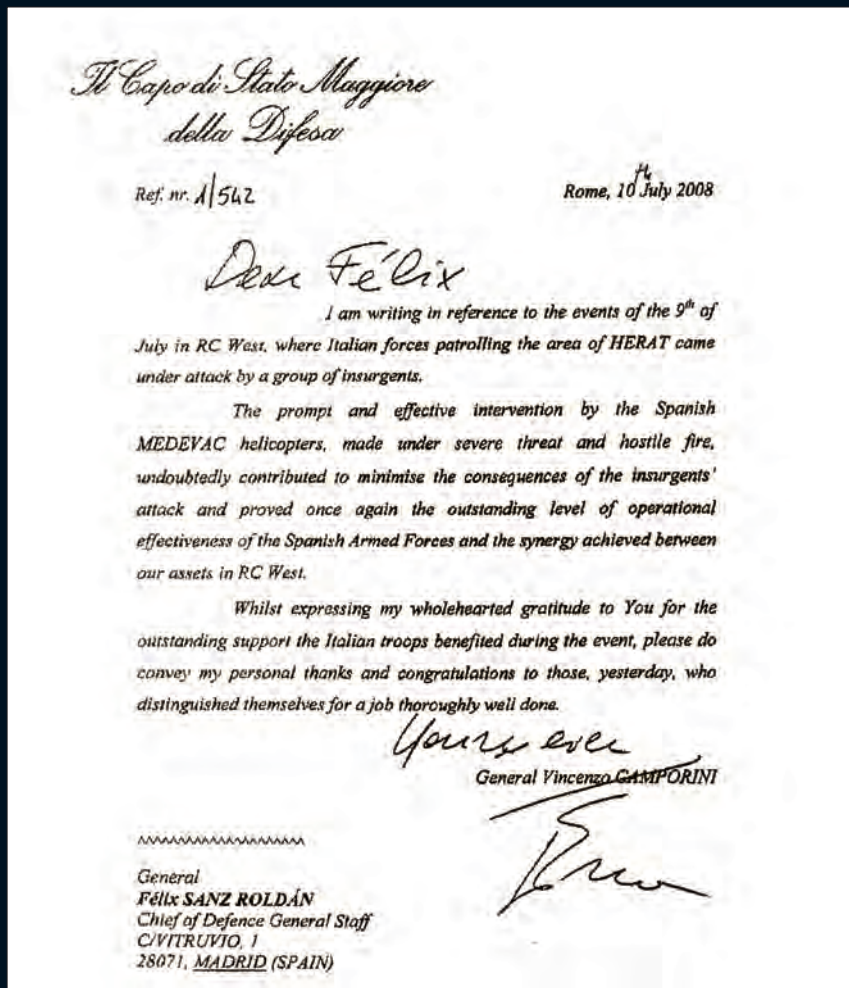 Il Capo di Stato Maggiore
della Difesa
Ref. nr. 1/542
Rome, 10th July 2008
Dear Félix
I am writing in reference to the events of the 9th of
July in RC West, where Italian forces patrolling the area of HERAT came
under attack by a group of insurgents.
The prompt and effective intervention by the Spanish
MEDEVAC helicopters, made under severe threat and hostile fire,
undoubtedly contributed to minimise the consequences of the insurgents'
attack and proved once again the outstanding level of operational
effectiveness of the Spanish Armed Forces and the synergy achieved between
our assets in RC West.
Whilst expressing my wholehearted gratitude to You for the
outstanding support the Italian troops benefited during the event, please do
convey my personal thanks and congratulations to those, yesterday, who
distinguished themselves for a job thoroughly well done.
Yours ever
General Vincenzo CAMPORINI
^^^^^^^^^^^^^^^^^^^^
General
Félix SANZ ROLDÁN
Chief of Defence General Staff
C/VITRUVIO, 1
28071, MADRID (SPAIN)